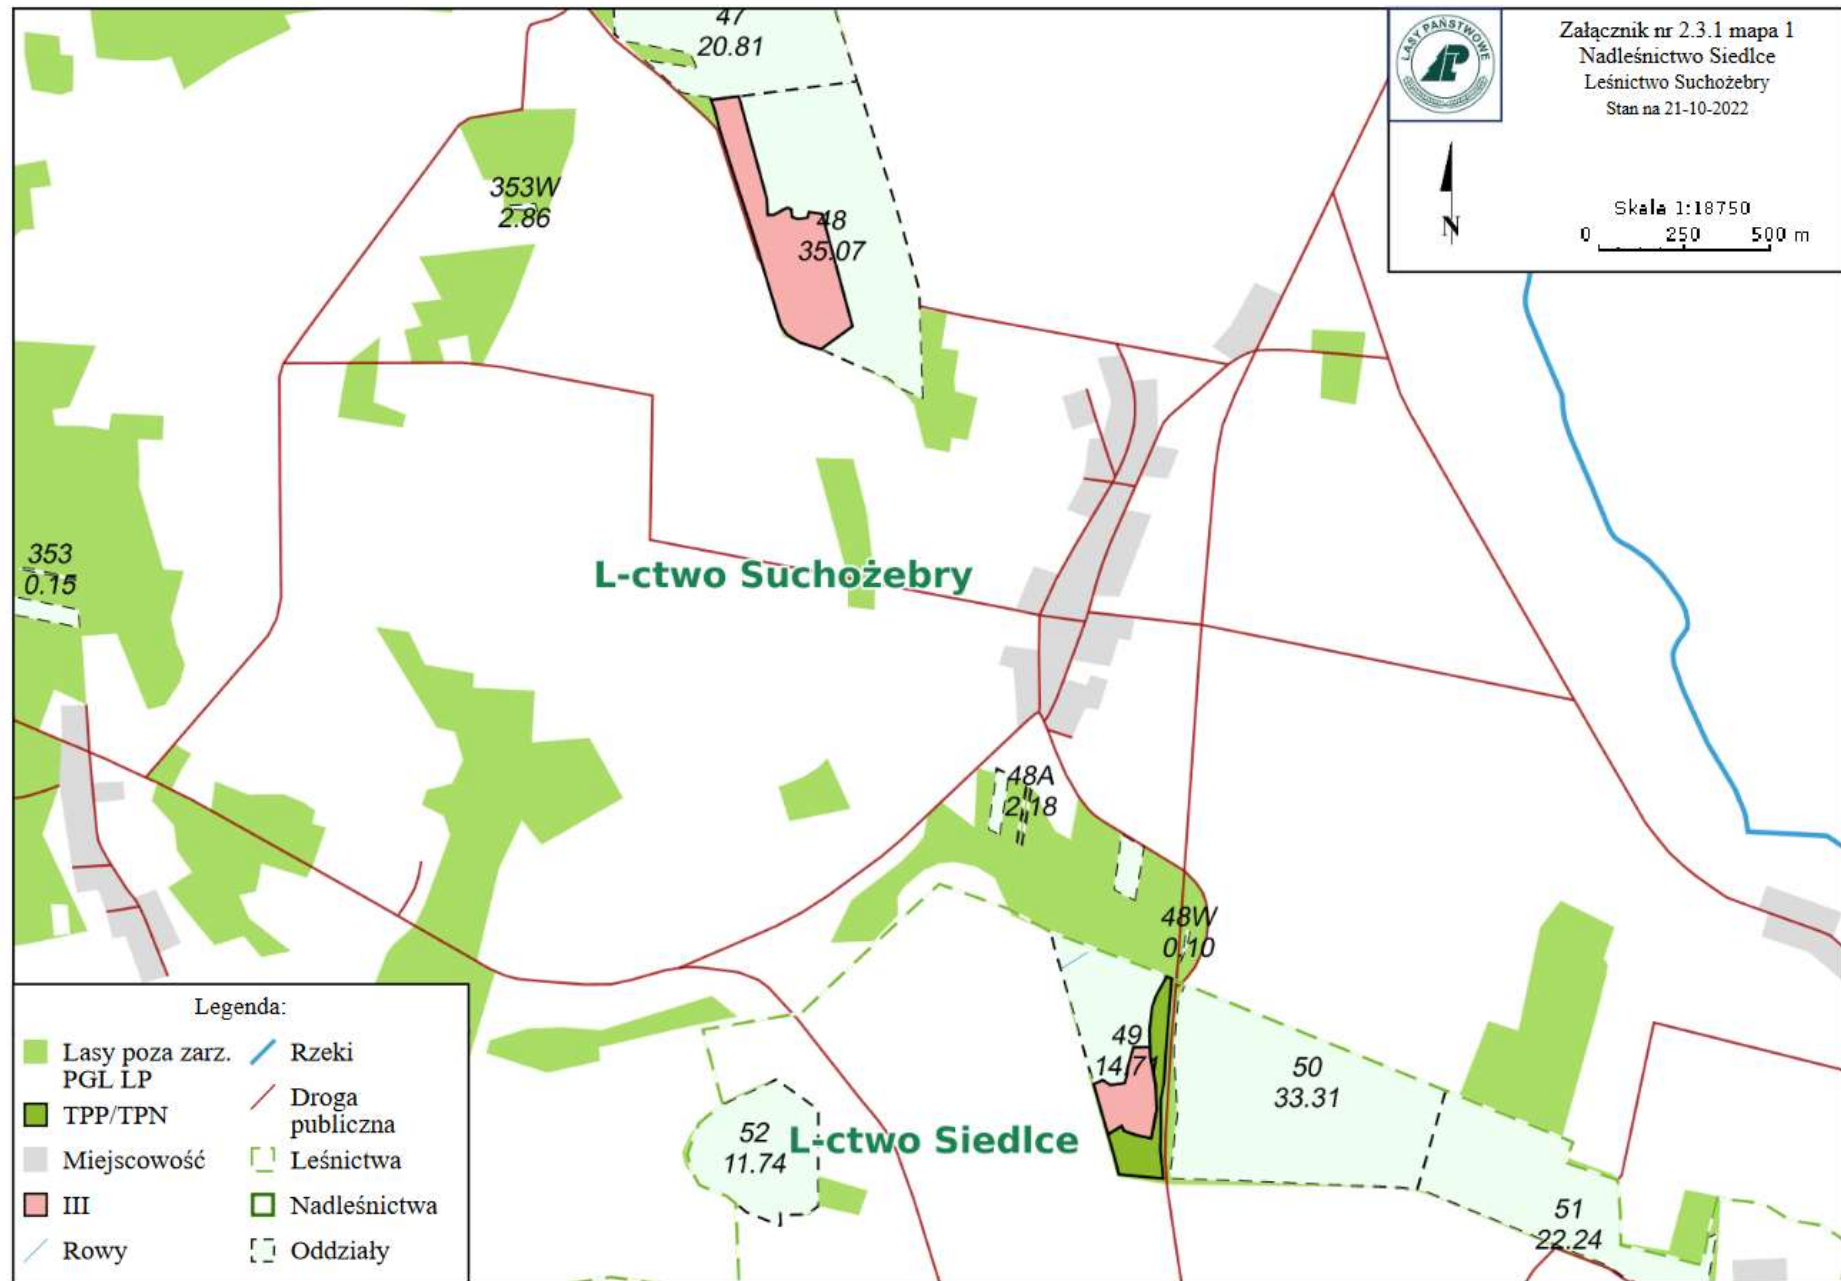 47
20.81
LASY PAŃSTWOWE
Załącznik nr 2.3.1 mapa 1
Nadleśnictwo Siedlce
Leśnictwo Suchożebry
Stan na 21-10-2022
N
Skala 1:18750
0 250 500 m
353W
2.86
48
35.07
353
0.15
L-ctwo Suchożebry
48A
2.18
48W
0.10
49
14.71
50
33.31
52
11.74
L-ctwo Siedlce
51
22.24
Legenda:
Lasy poza zarz.
PGL LP
TPP/TPN
Miejscowość
III
Rowy
Rzeki
Droga
publiczna
Leśnictwa
Nadleśnictwa
Oddziały